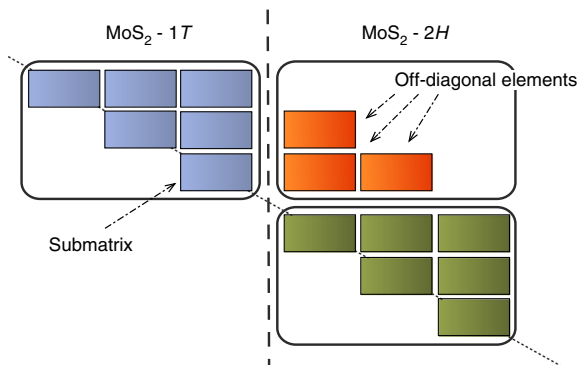 MoS₂ - 1T
MoS₂ - 2H
Off-diagonal elements
Submatrix